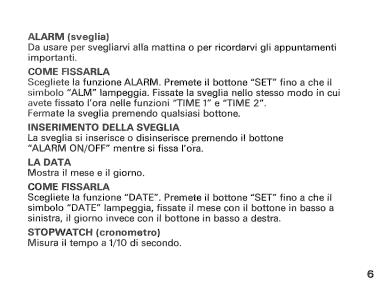 ALARM (sveglia)
Da usare per svegliarvi alla mattina o per ricordarvi gli appuntamenti
importanti.
COME FISSARLA
Scegliete la funzione ALARM. Premete il bottone “SET” fino a che il
simbolo “ALM” lampeggia. Fissate la sveglia nello stesso modo in cui
avete fissato l’ora nelle funzioni “TIME 1” e “TIME 2”.
Fermate la sveglia premendo qualsiasi bottone.
INSERIMENTO DELLA SVEGLIA
La sveglia si inserisce o disinserisce premendo il bottone
“ALARM ON/OFF” mentre si fissa l’ora.
LA DATA
Mostra il mese e il giorno.
COME FISSARLA
Scegliete la funzione “DATE”. Premete il bottone “SET” fino a che il
simbolo “DATE” lampeggia, fissate il mese con il bottone in basso a
sinistra, il giorno invece con il bottone in basso a destra.
STOPWATCH (cronometro)
Misura il tempo a 1/10 di secondo.
6